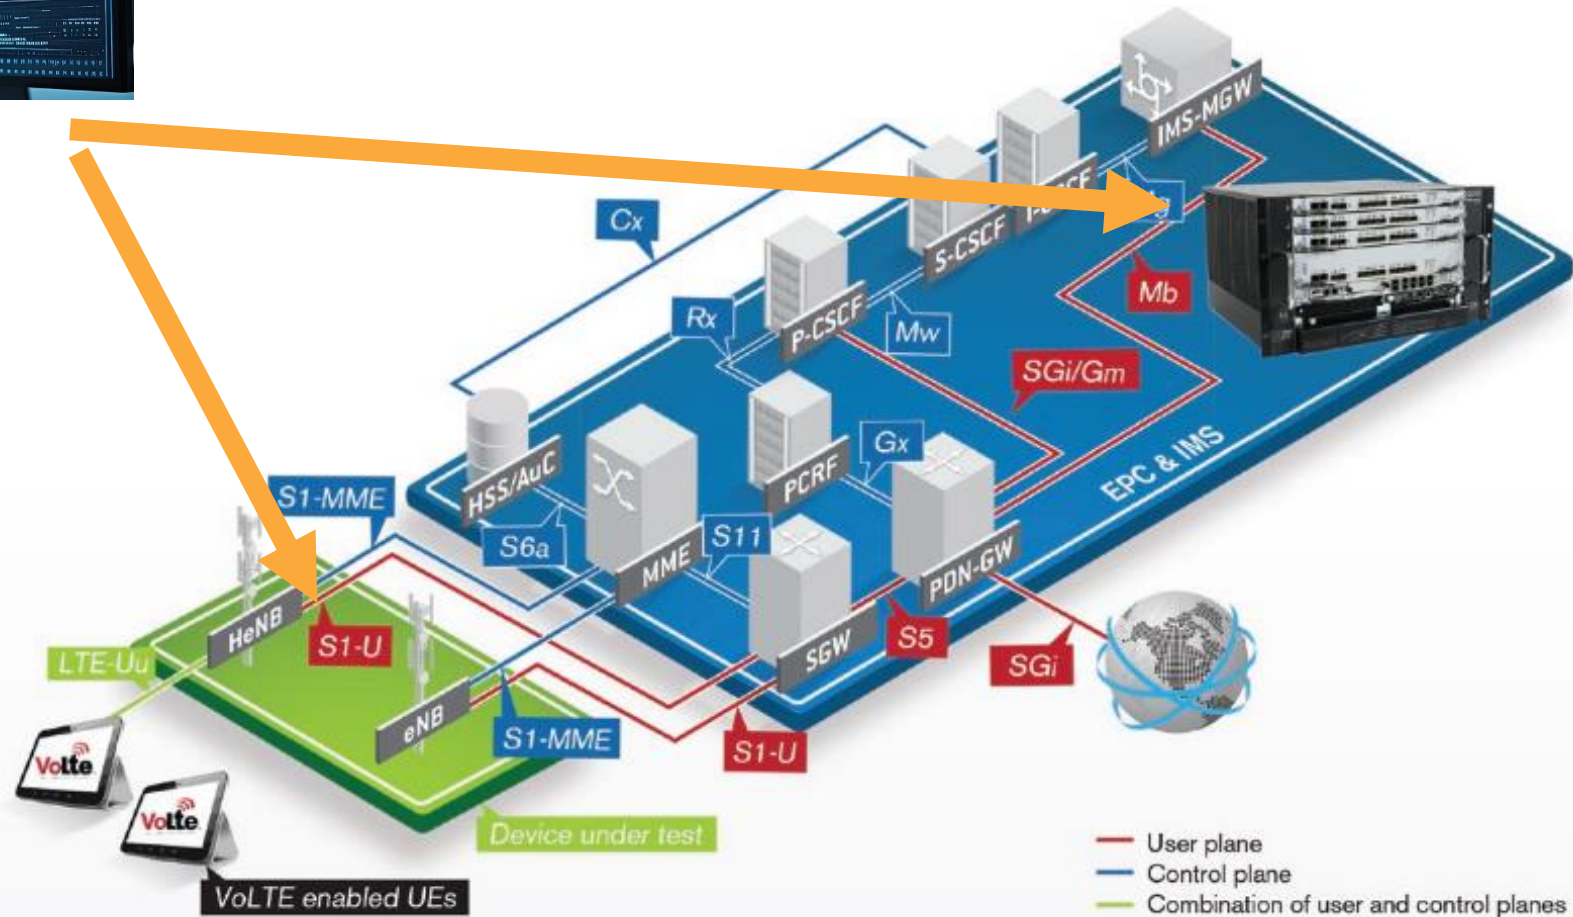 IMS-MGW
I-CSCF
S-CSCF
Cx
Mb
Rx
P-CSCF
Mw
SGi/Gm
Gx
PCRF
HSS/AuC
EPC & IMS
S1-MME
S6a
MME
S11
PDN-GW
HeNB
S1-U
SGW
S5
SGi
LTE-Uu
eNB
S1-MME
S1-U
VoLTE
VoLTE
Device under test
VoLTE enabled UEs
User plane
Control plane
Combination of user and control planes